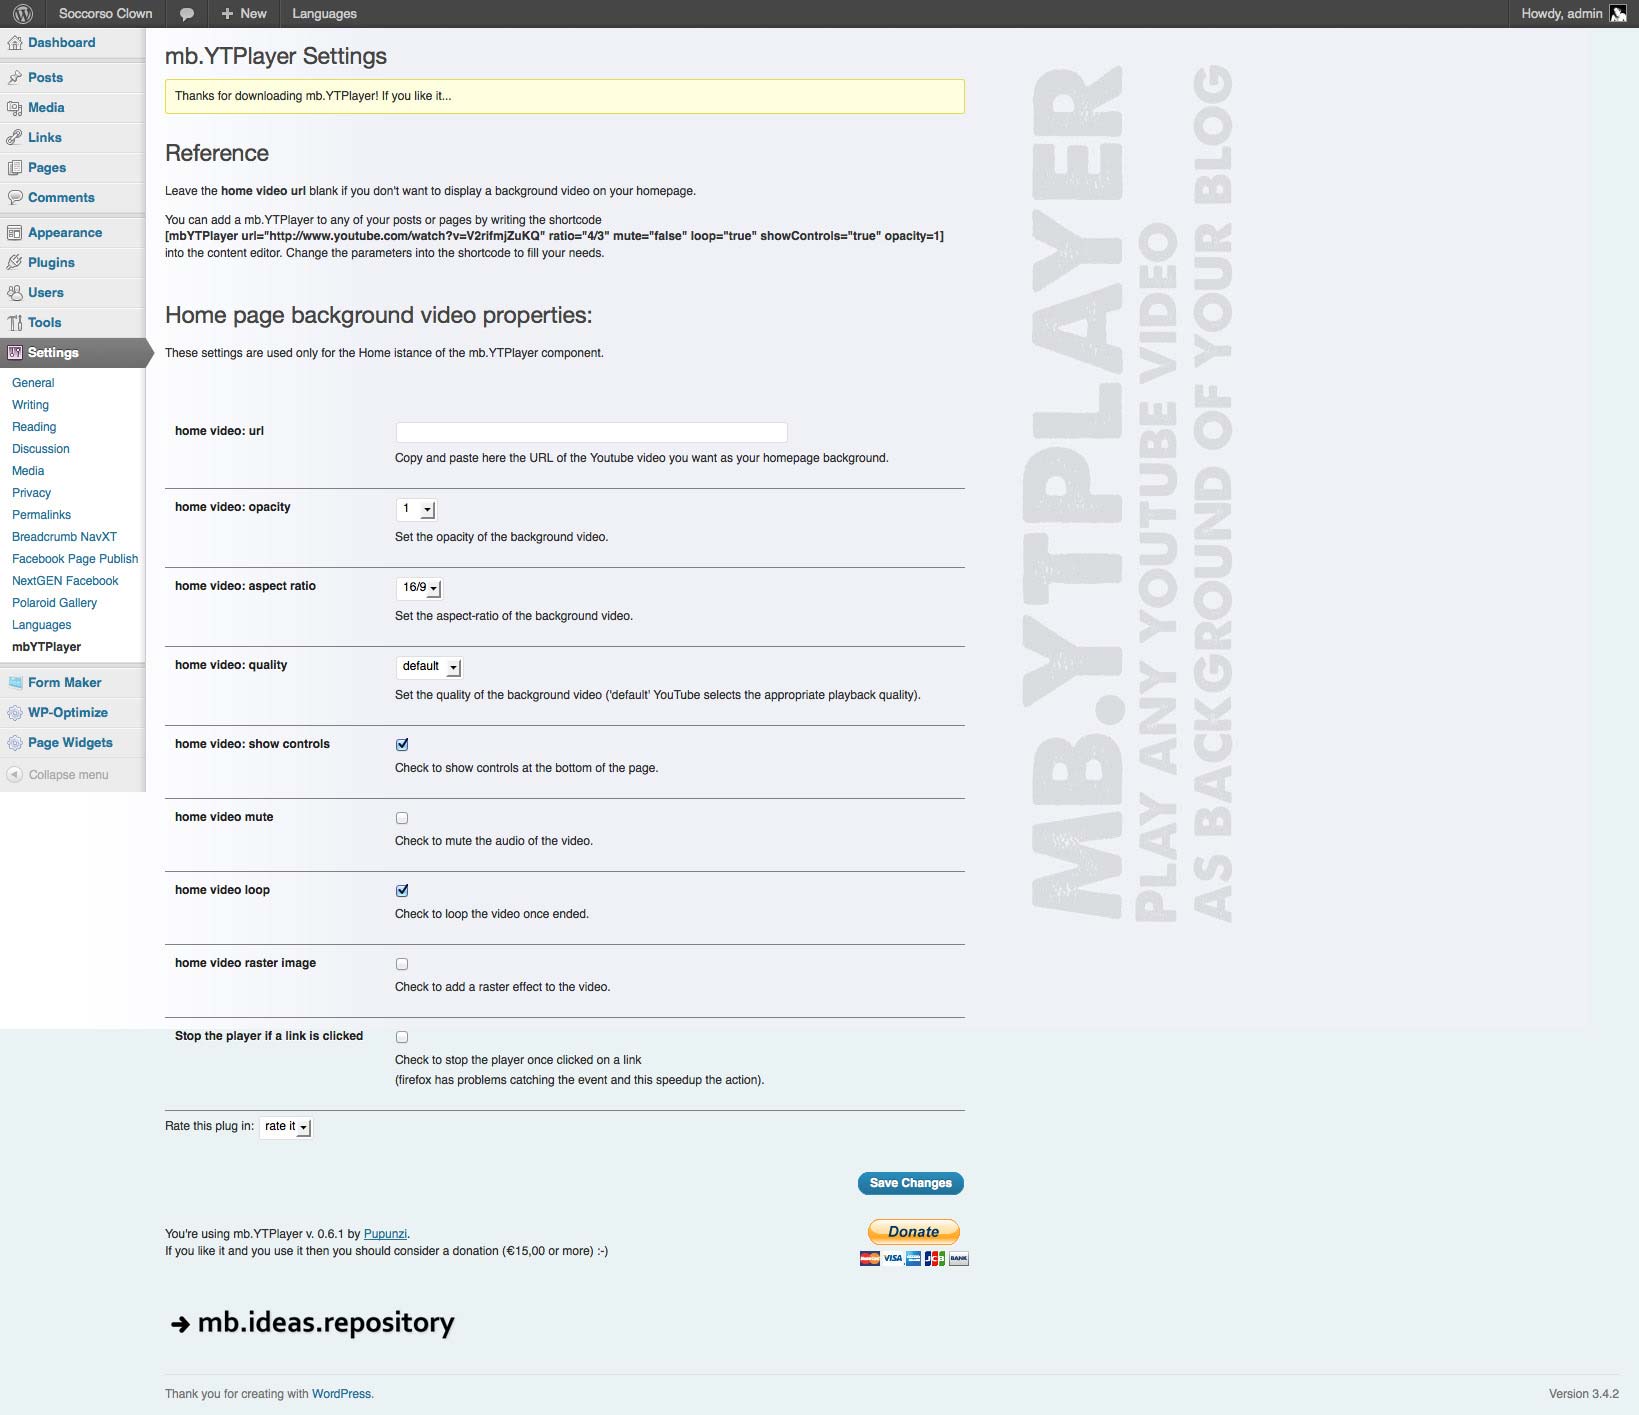 Soccorso Clown
New
Languages
Howdy, admin
Dashboard
Posts
Media
Links
Pages
Comments
Appearance
Plugins
Users
Tools
Settings
General
Writing
Reading
Discussion
Media
Privacy
Permalinks
Breadcrumb NavXT
Facebook Page Publish
NextGEN Facebook
Polaroid Gallery
Languages
mbYTPlayer
Form Maker
WP-Optimize
Page Widgets
Collapse menu
mb.YTPlayer Settings
Thanks for downloading mb.YTPlayer! If you like it...
Reference
Leave the home video url blank if you don't want to display a background video on your homepage.
You can add a mb.YTPlayer to any of your posts or pages by writing the shortcode
[mbYTPlayer url="http://www.youtube.com/watch?v=V2rifmjZuKQ" ratio="4/3" mute="false" loop="true" showControls="true" opacity=1]
into the content editor. Change the parameters into the shortcode to fill your needs.
Home page background video properties:
These settings are used only for the Home istance of the mb.YTPlayer component.
home video: url
Copy and paste here the URL of the Youtube video you want as your homepage background.
home video: opacity
1
Set the opacity of the background video.
home video: aspect ratio
16/9
Set the aspect-ratio of the background video.
home video: quality
default
Set the quality of the background video ('default' YouTube selects the appropriate playback quality).
home video: show controls
Check to show controls at the bottom of the page.
home video mute
Check to mute the audio of the video.
home video loop
Check to loop the video once ended.
home video raster image
Check to add a raster effect to the video.
Stop the player if a link is clicked
Check to stop the player once clicked on a link
(firefox has problems catching the event and this speedup the action).
Rate this plug in: rate it
Save Changes
You're using mb.YTPlayer v. 0.6.1 by Pupunzi.
If you like it and you use it then you should consider a donation (€15,00 or more) :-)
Donate
MasterCard VISA JCB BANK
mb.ideas.repository
Thank you for creating with WordPress.
Version 3.4.2
MB.YTPLAYER
PLAY ANY YOUTUBE VIDEO
AS BACKGROUND OF YOUR BLOG